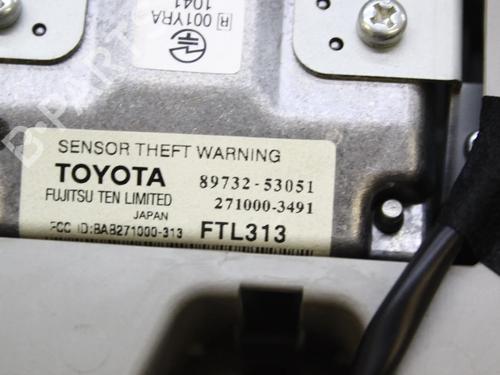 R 001YRA
1041
B-PARTS
SENSOR THEFT WARNING
TOYOTA 89732-53051
FUJITSU TEN LIMITED 271000-3491
JAPAN
FCC ID:BAB271000-313 FTL313